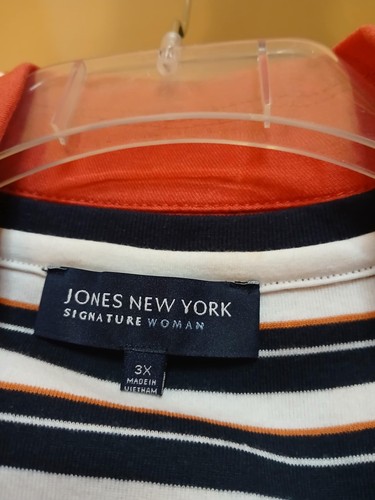 JONES NEW YORK
SIGNATURE WOMAN
3X
MADE IN
VIETNAM